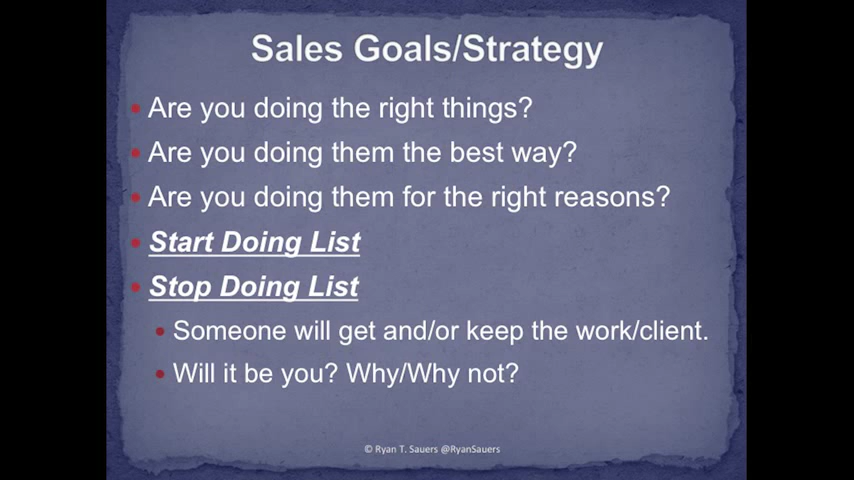 Sales Goals/Strategy
Are you doing the right things?
Are you doing them the best way?
Are you doing them for the right reasons?
Start Doing List
Stop Doing List
Someone will get and/or keep the work/client.
Will it be you? Why/Why not?
© Ryan T. Sauers @RyanSauers